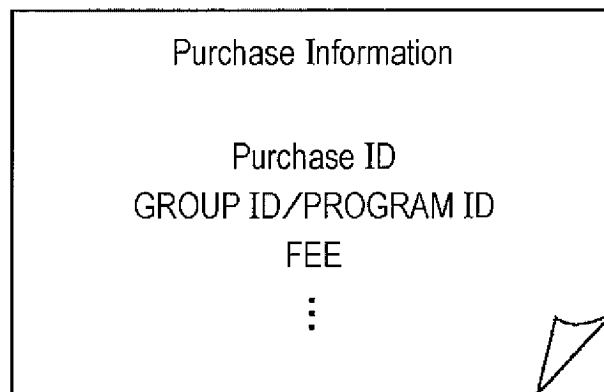 Purchase Information
Purchase ID
GROUP ID/PROGRAM ID
FEE
⋮